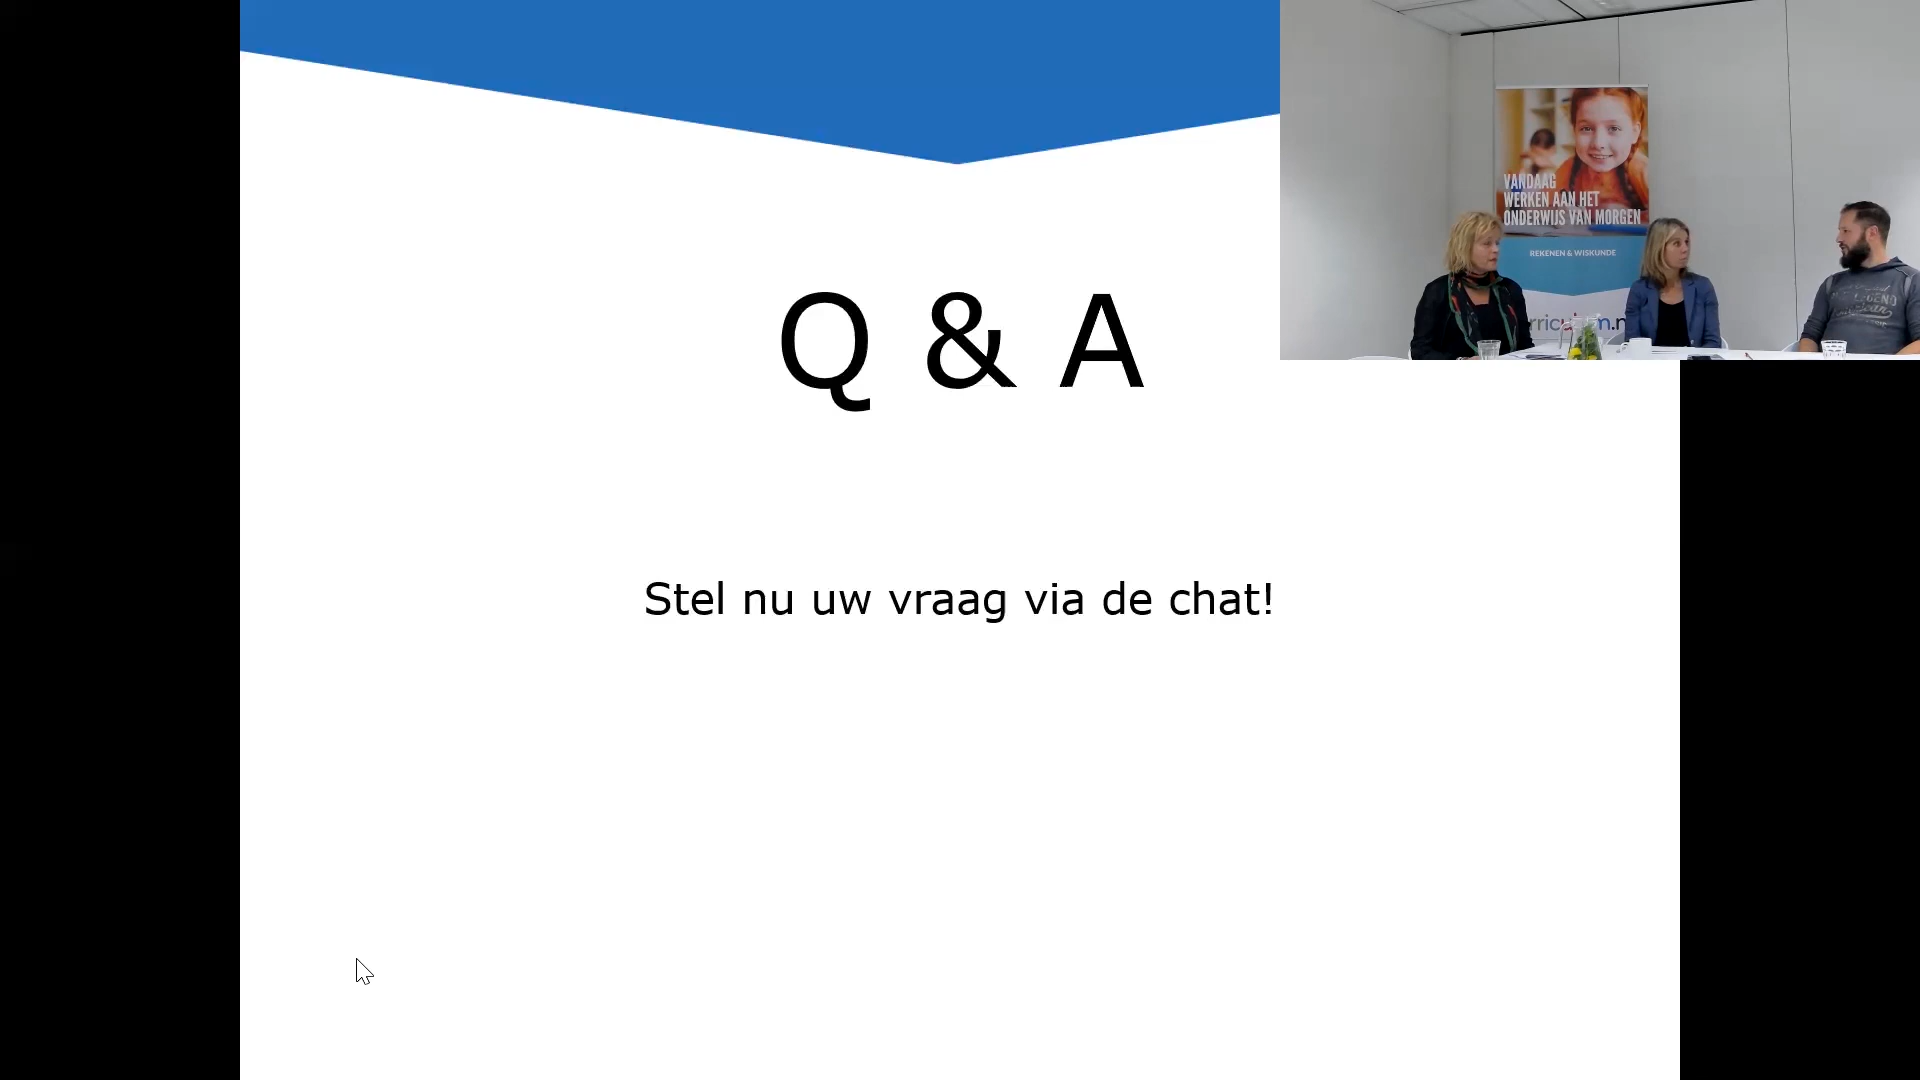 Q & A
Stel nu uw vraag via de chat!
VANDAAG
WERKEN AAN HET
ONDERWIJS VAN MORGEN
REKENEN & WISKUNDE